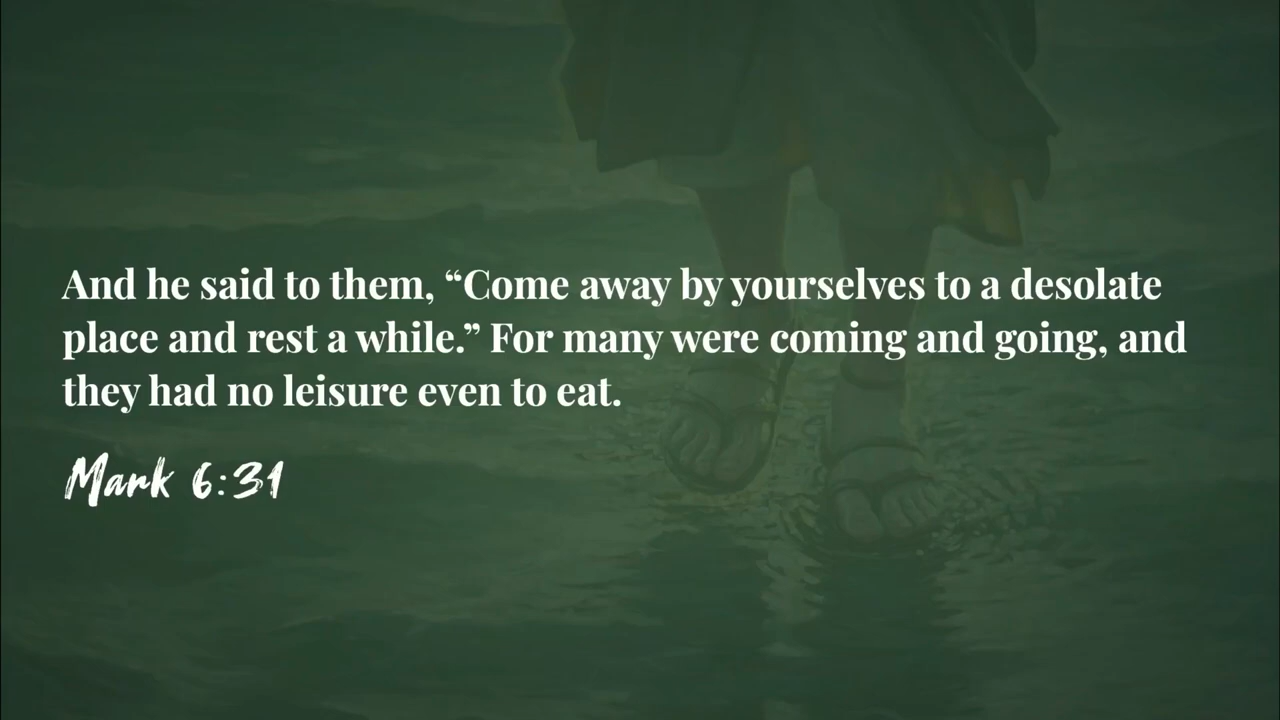 And he said to them, “Come away by yourselves to a desolate
place and rest a while.” For many were coming and going, and
they had no leisure even to eat.
Mark 6:31